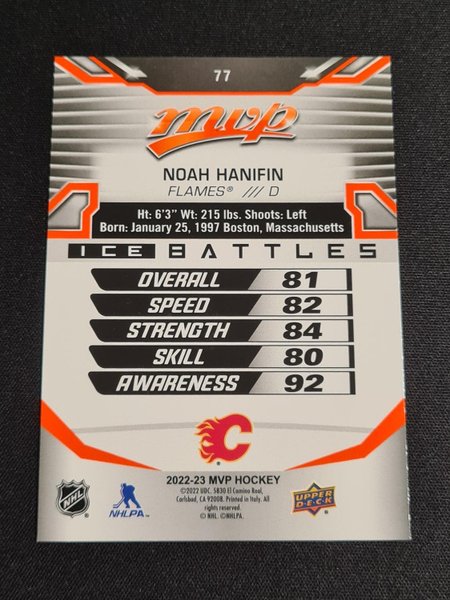 77
mvp
NOAH HANIFIN
FLAMES® /// D
Ht: 6'3" Wt: 215 lbs. Shoots: Left
Born: January 25, 1997 Boston, Massachusetts
ICE BATTLES
OVERALL 81
SPEED 82
STRENGTH 84
SKILL 80
AWARENESS 92
C
2022-23 MVP HOCKEY
©2022 UDC. 5830 El Camino Real,
Carlsbad, CA 92008. Printed in Italy. All
rights reserved.
© NHL. ©NHLPA.
NHL
NHLPA
UPPER
DECK